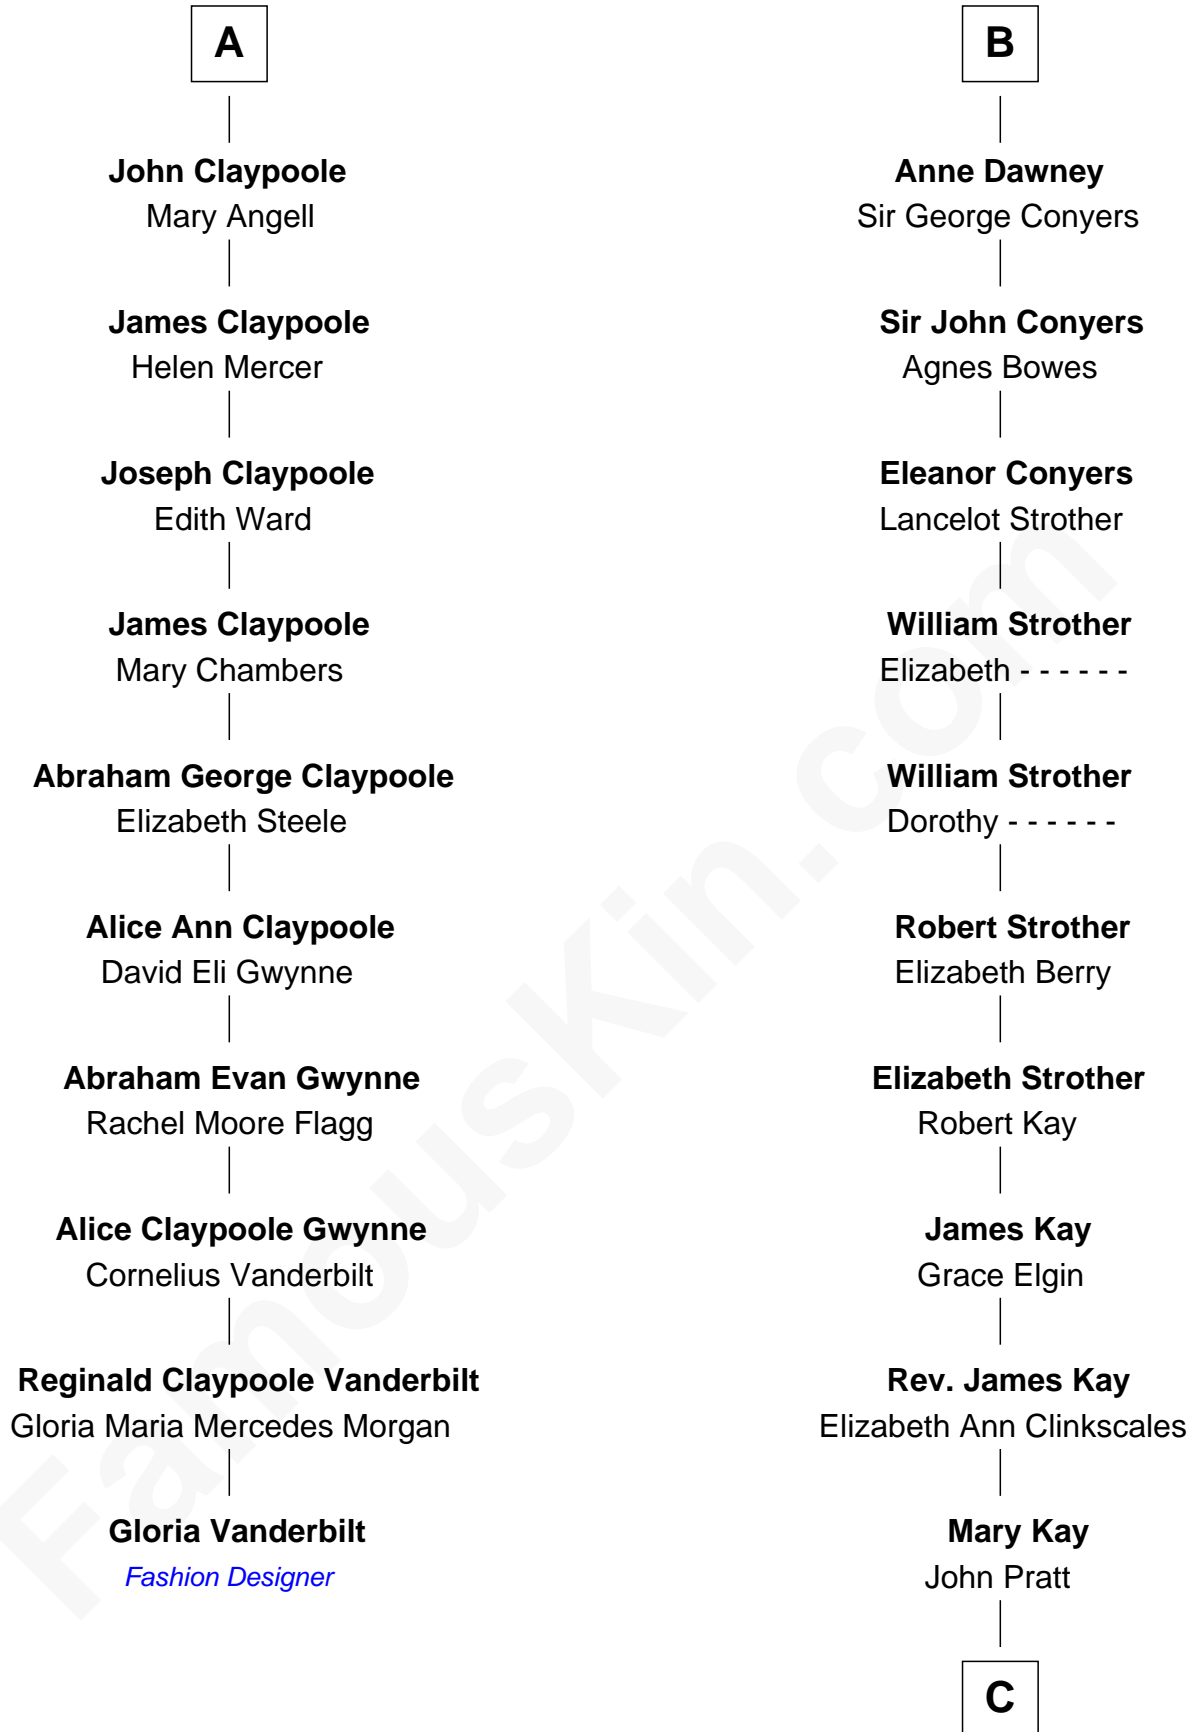 A
John Claypoole
Mary Angell
James Claypoole
Helen Mercer
Joseph Claypoole
Edith Ward
James Claypoole
Mary Chambers
Abraham George Claypoole
Elizabeth Steele
Alice Ann Claypoole
David Eli Gwynne
Abraham Evan Gwynne
Rachel Moore Flagg
Alice Claypoole Gwynne
Cornelius Vanderbilt
Reginald Claypoole Vanderbilt
Gloria Maria Mercedes Morgan
Gloria Vanderbilt
Fashion Designer
B
Anne Dawney
Sir George Conyers
Sir John Conyers
Agnes Bowes
Eleanor Conyers
Lancelot Strother
William Strother
Elizabeth - - - - - -
William Strother
Dorothy - - - - - -
Robert Strother
Elizabeth Berry
Elizabeth Strother
Robert Kay
James Kay
Grace Elgin
Rev. James Kay
Elizabeth Ann Clinkscales
Mary Kay
John Pratt
C
FamousKin.com